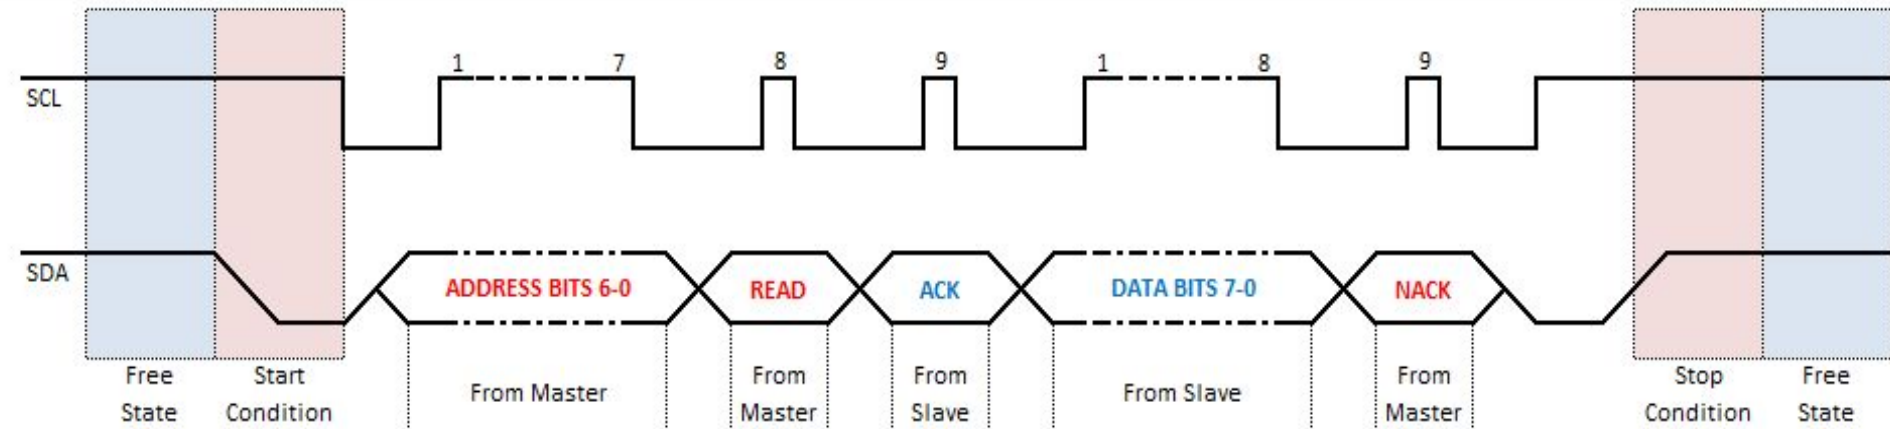 1 7 8 9 1 8 9
SCL
SDA
ADDRESS BITS 6-0 READ ACK DATA BITS 7-0 NACK
Free State
Start Condition
From Master
From Master
From Slave
From Slave
From Master
Stop Condition
Free State